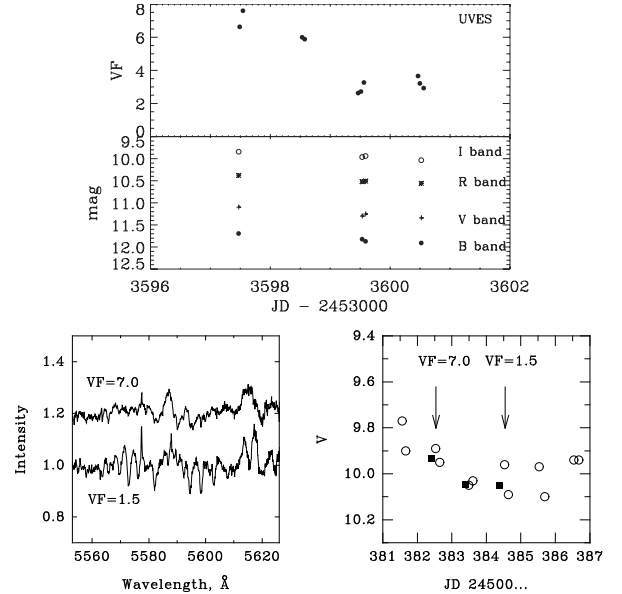 8
UVES
6
VF
4
2
0
9.5
I band
10.0
R band
10.5
mag
11.0
V band
11.5
B band
12.0
12.5
3596
3598
3600
3602
JD − 2453000
1.4
VF=7.0
1.2
Intensity
1.0
VF=1.5
0.8
5560
5580
5600
5620
Wavelength, Å
9.4
VF=7.0
VF=1.5
9.6
9.8
V
10.0
10.2
381
382
383
384
385
386
387
JD 24500...